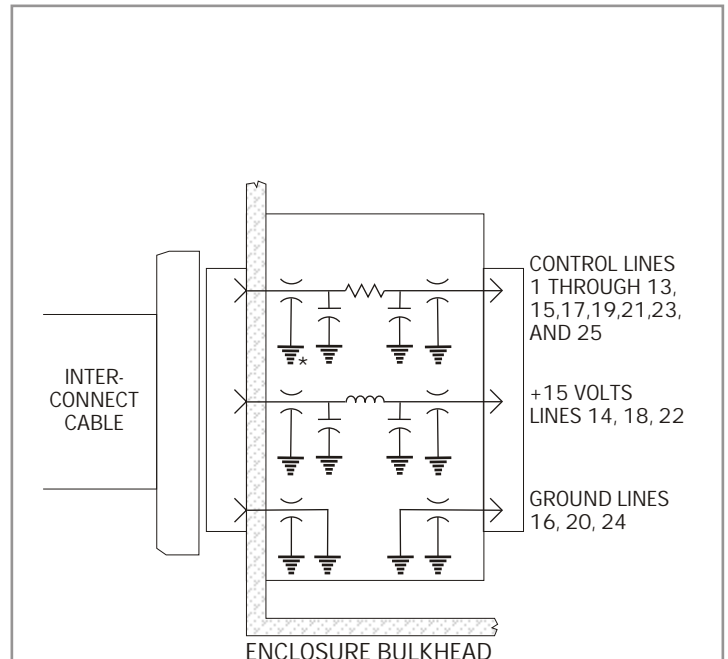 CONTROL LINES
1 THROUGH 13,
15,17,19,21,23,
AND 25
*
INTER-
CONNECT
CABLE
+15 VOLTS
LINES 14, 18, 22
GROUND LINES
16, 20, 24
ENCLOSURE BULKHEAD